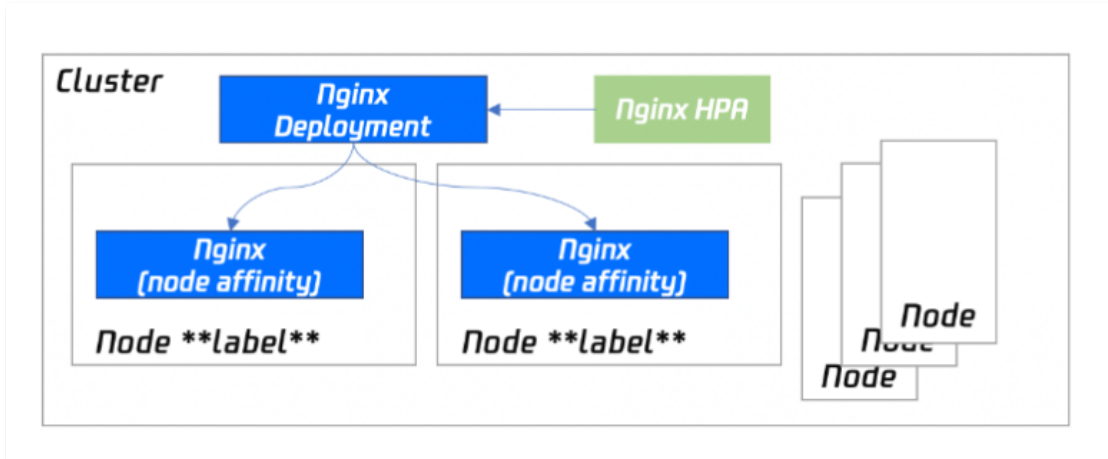 Cluster
Nginx
Deployment
Nginx HPA
Nginx
(node affinity)
Node **label**
Nginx
(node affinity)
Node **label**
Node
Node
Node